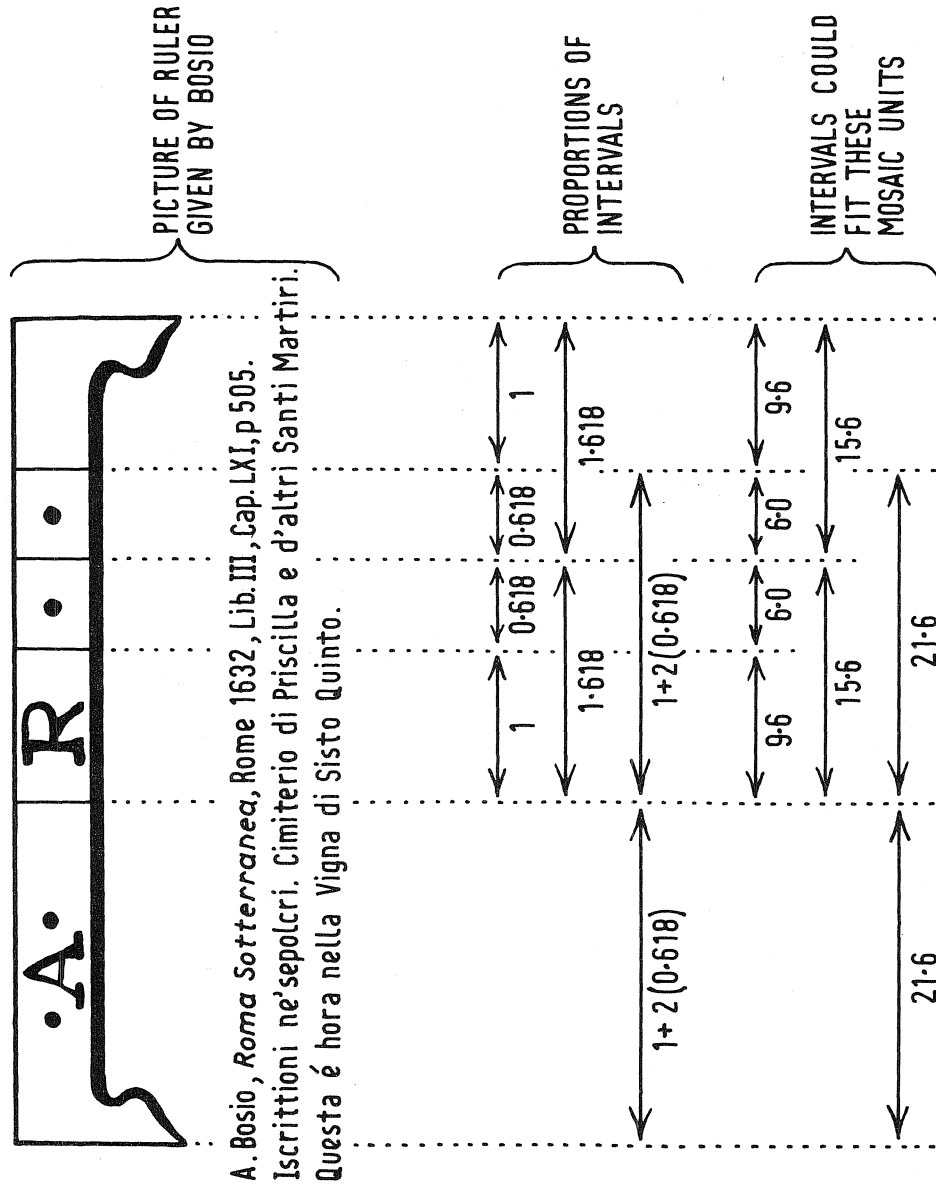 PICTURE OF RULER
GIVEN BY BOSIO
·A· R · ·
A. Bosio, Roma Sotterranea, Rome 1632, Lib. III, Cap. LXI, p 505.
Iscrittioni ne'sepolcri. Cimiterio di Priscilla e d'altri Santi Martiri.
Questa é hora nella Vigna di Sisto Quinto.
PROPORTIONS OF
INTERVALS
1 0·618 0·618 1
1·618 1·618
1+2(0·618) 1+2(0·618)
INTERVALS COULD
FIT THESE
MOSAIC UNITS
9·6 6·0 6·0 9·6
15·6 15·6
21·6 21·6